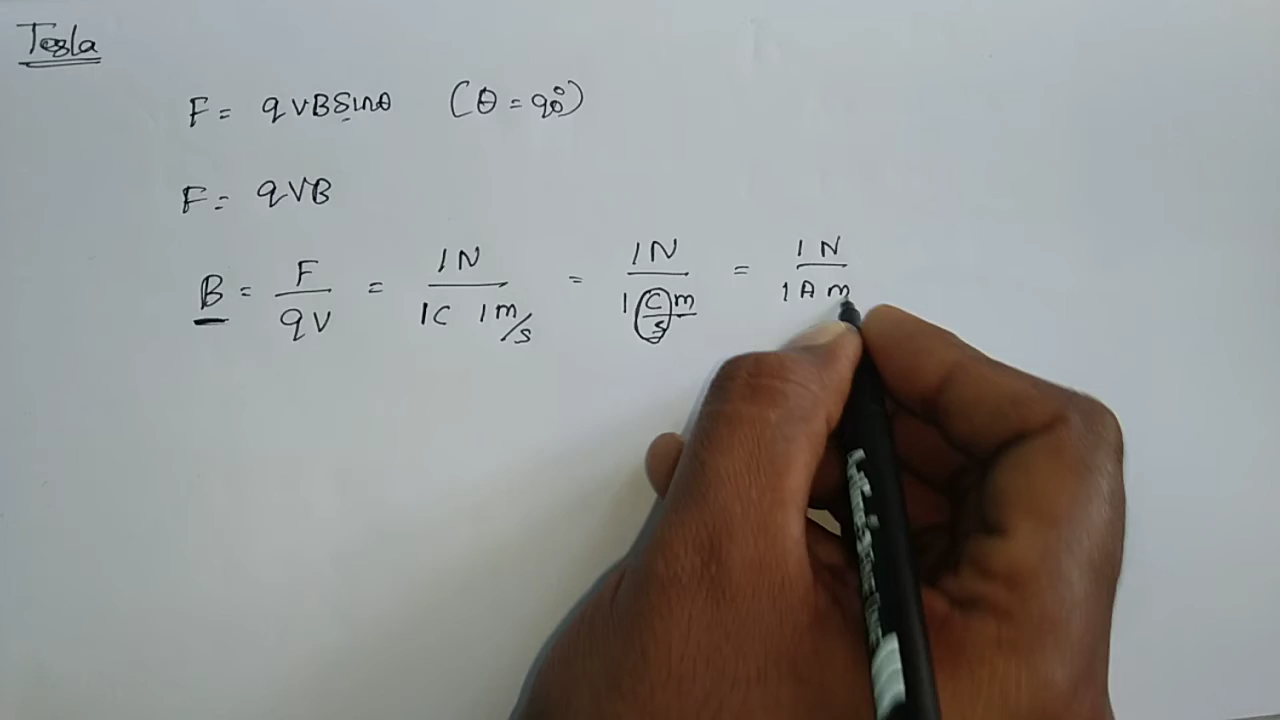 Tesla
F = qVBSinθ (θ = 90°)
F = qVB
B = F/qV = 1N/1C 1m/s = 1N/1(C/s)m = 1N/1Am